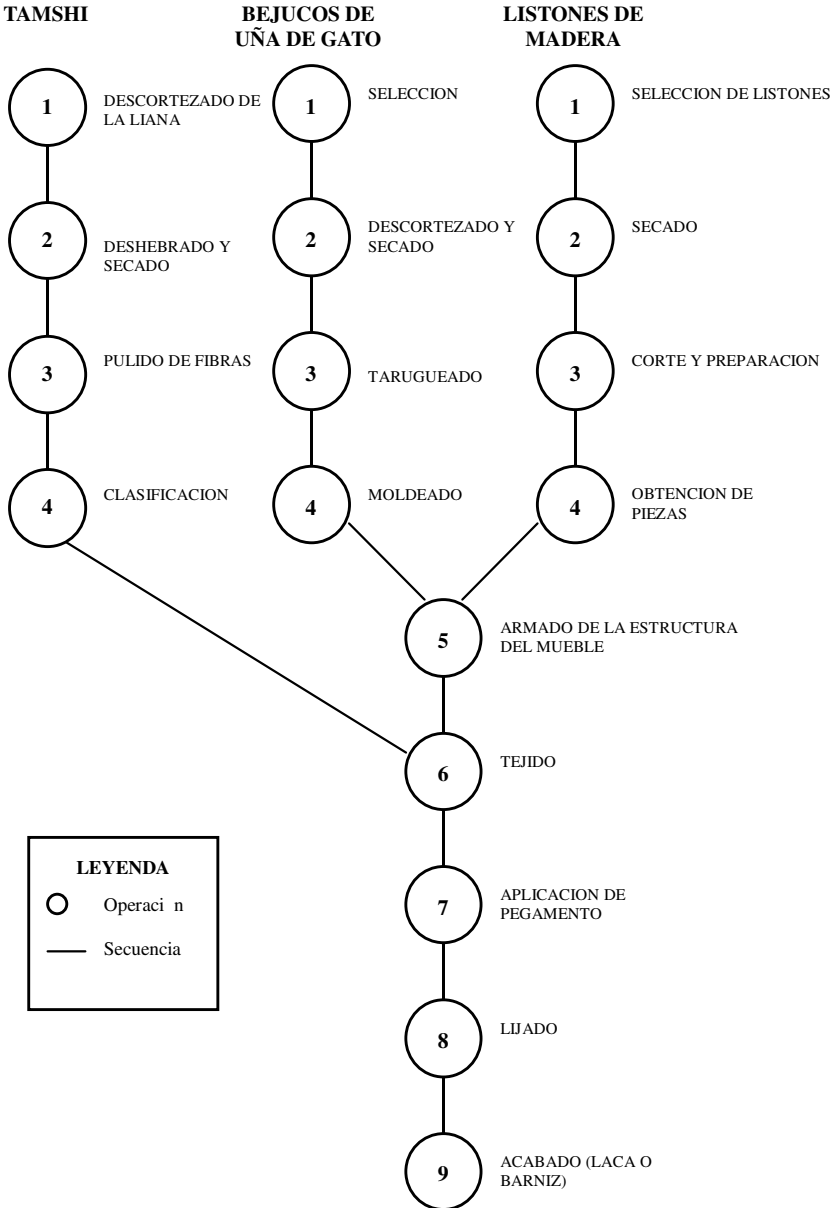 TAMSHI
BEJUCOS DE
UÑA DE GATO
LISTONES DE
MADERA
1
DESCORTEZADO DE
LA LIANA
1
SELECCION
1
SELECCION DE LISTONES
2
DESHEBRADO Y
SECADO
2
DESCORTEZADO Y
SECADO
2
SECADO
3
PULIDO DE FIBRAS
3
TARUGUEADO
3
CORTE Y PREPARACION
4
CLASIFICACION
4
MOLDEADO
4
OBTENCION DE
PIEZAS
5
ARMADO DE LA ESTRUCTURA
DEL MUEBLE
6
TEJIDO
7
APLICACION DE
PEGAMENTO
8
LIJADO
9
ACABADO (LACA O
BARNIZ)
LEYENDA
Operaci n
Secuencia